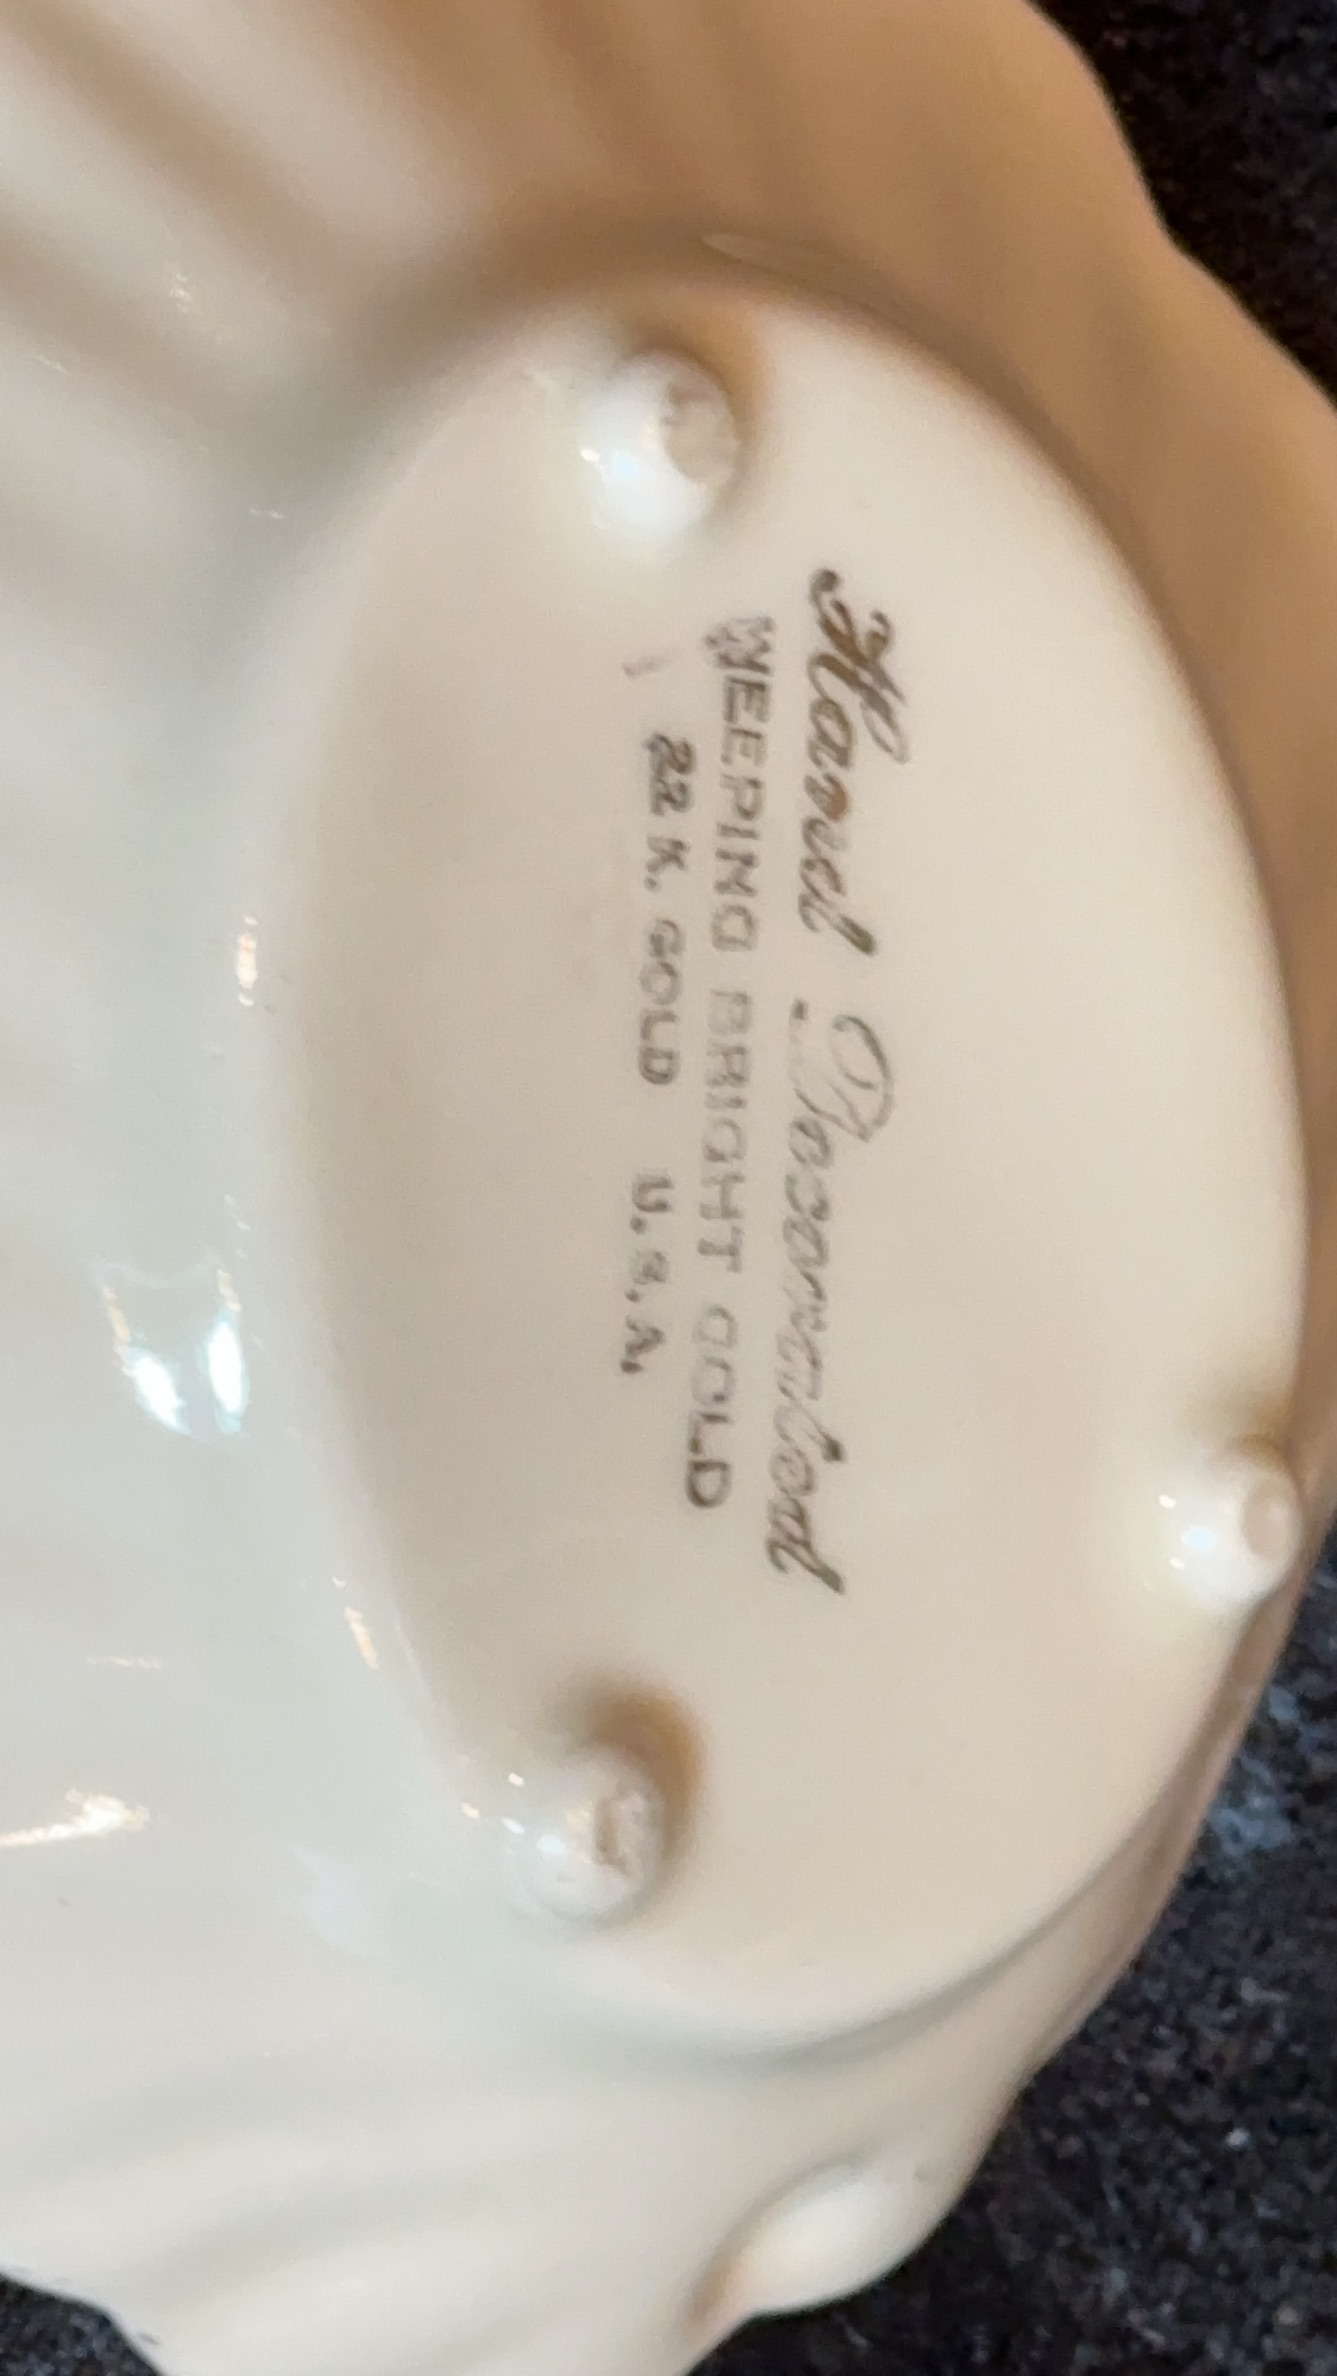 Hand Decorated
WEEPING BRIGHT GOLD
22 K. GOLD U.S.A.